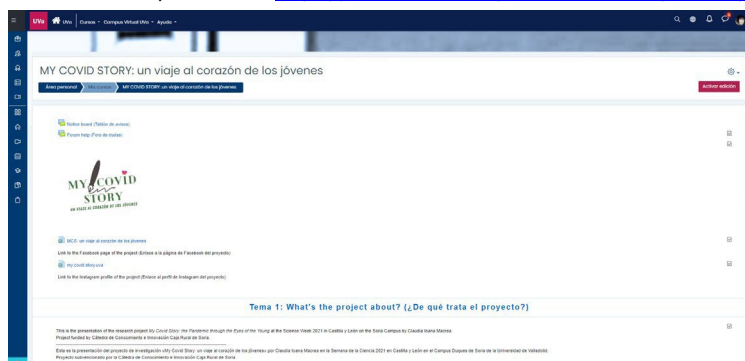 UVa UVa Cursos Campus Virtual UVa Ayuda
MY COVID STORY: un viaje al corazón de los jóvenes
Área personal Mis cursos MY COVID STORY: un viaje al corazón de los jóvenes
Activar edición
Notice board (Tablón de avisos)
Forum help (Foro de dudas)
MY COVID
STORY
UN VIAJE AL CORAZÓN DE LOS JÓVENES
MCS: un viaje al corazón de los jóvenes
Link to the Facebook page of the project (Enlace a la página de Facebook del proyecto)
my covid story.uva
Link to the Instagram profile of the project (Enlace al perfil de Instagram del proyecto)
Tema 1: What's the project about? (¿De qué trata el proyecto?)
This is the presentation of the research project My Covid Story: the Pandemic through the Eyes of the Young at the Science Week 2021 in Castilla y León on the Soria Campus by Claudia Ioana Macrea.
Project funded by Cátedra de Conocimiento e Innovación Caja Rural de Soria.
Esta es la presentación del proyecto de investigación «My Covid Story: un viaje al corazón de los jóvenes» por Claudia Ioana Macrea en la Semana de la Ciencia 2021 en Castilla y León en el Campus Duques de Soria de la Universidad de Valladolid.
Proyecto subvencionado por la Cátedra de Conocimiento e Innovación Caja Rural de Soria.